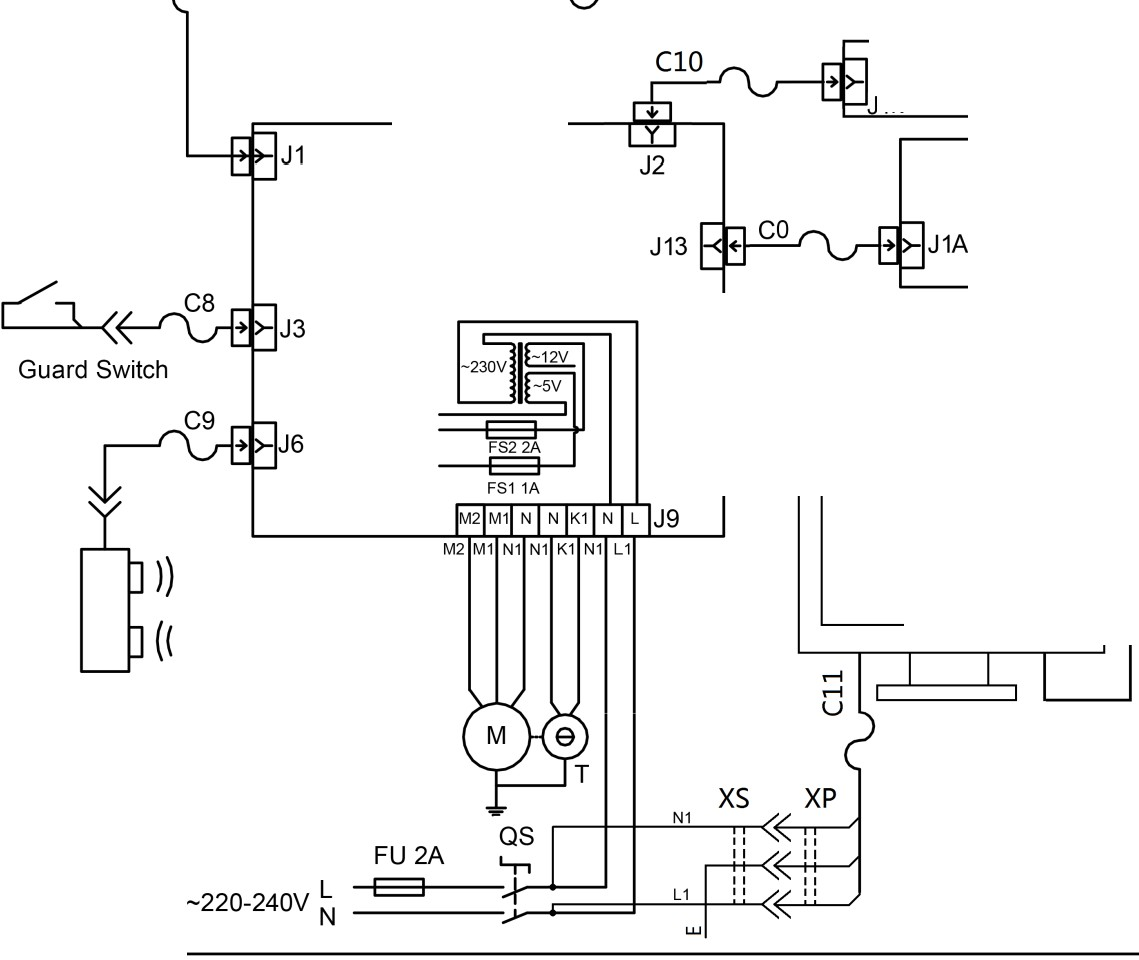 C10
J
J1
J2
J13
C0
J1A
C8
J3
Guard Switch
~230V
~12V
~5V
C9
J6
FS2 2A
FS1 1A
M2 M1 N N K1 N L J9
M2 M1 N1 N1 K1 N1 L1
C11
M
T
XS XP
N1
QS
FU 2A
L
~220-240V
N
L1
E